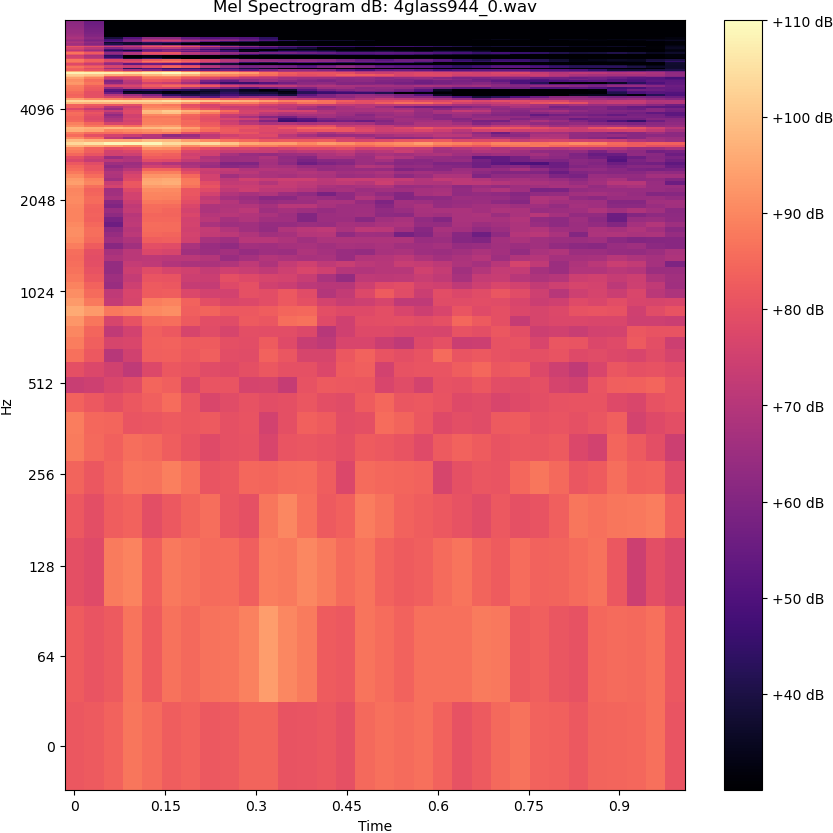 Mel Spectrogram dB: 4glass944_0.wav
+110 dB
+100 dB
+90 dB
+80 dB
+70 dB
+60 dB
+50 dB
+40 dB
4096
2048
1024
512
256
128
64
0
Hz
0
0.15
0.3
0.45
0.6
0.75
0.9
Time